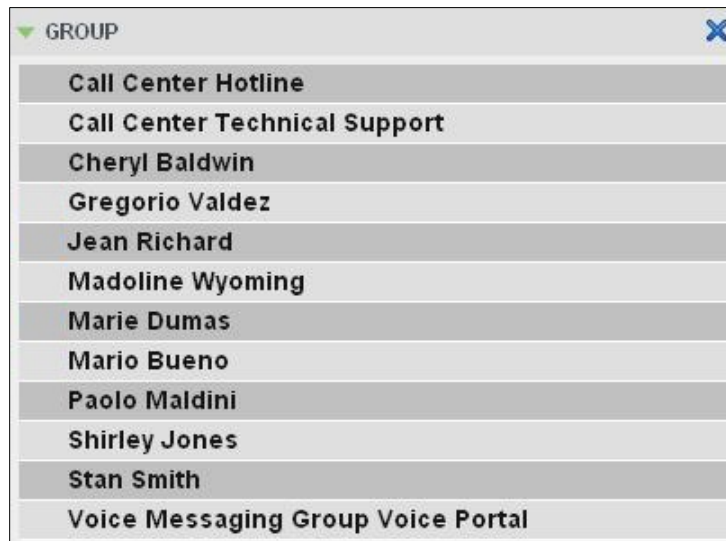 GROUP
Call Center Hotline
Call Center Technical Support
Cheryl Baldwin
Gregorio Valdez
Jean Richard
Madoline Wyoming
Marie Dumas
Mario Bueno
Paolo Maldini
Shirley Jones
Stan Smith
Voice Messaging Group Voice Portal